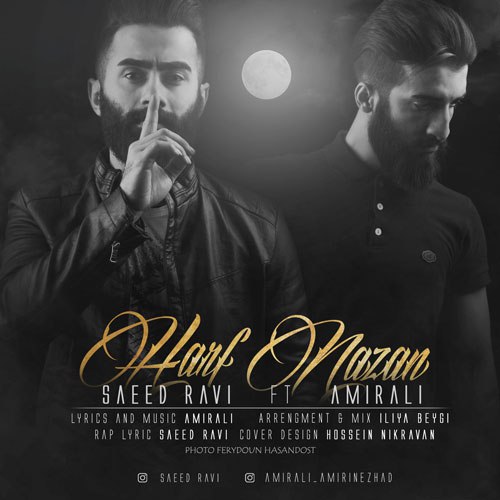 Harf Nazan
SAEED RAVI FT AMIRALI
LYRICS AND MUSIC AMIRALI ARRENGMENT & MIX ILIYA BEYGI
RAP LYRIC SAEED RAVI COVER DESIGN HOSSEIN NIKRAVAN
PHOTO FERYDOUN HASANDOST
SAEED RAVI AMIRALI_AMIRINEZHAD